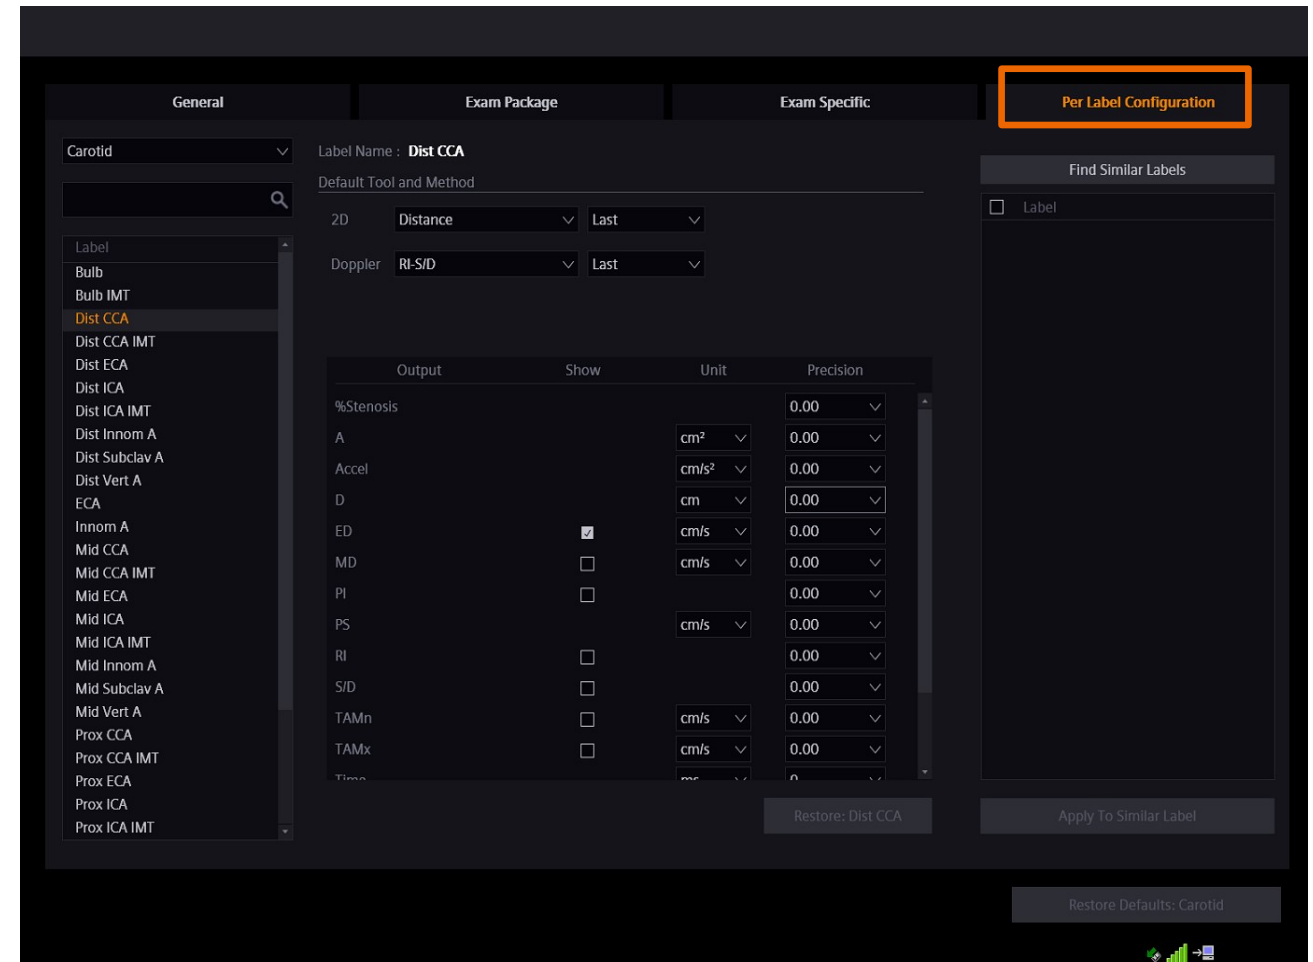 General Exam Package Exam Specific Per Label Configuration
Carotid
Label
Bulb
Bulb IMT
Dist CCA
Dist CCA IMT
Dist ECA
Dist ICA
Dist ICA IMT
Dist Innom A
Dist Subclav A
Dist Vert A
ECA
Innom A
Mid CCA
Mid CCA IMT
Mid ECA
Mid ICA
Mid ICA IMT
Mid Innom A
Mid Subclav A
Mid Vert A
Prox CCA
Prox CCA IMT
Prox ECA
Prox ICA
Prox ICA IMT
Label Name : Dist CCA
Default Tool and Method
2D Distance Last
Doppler RI-S/D Last
Output Show Unit Precision
%Stenosis 0.00
A cm² 0.00
Accel cm/s² 0.00
D cm 0.00
ED cm/s 0.00
MD cm/s 0.00
PI 0.00
PS cm/s 0.00
RI 0.00
S/D 0.00
TAMn cm/s 0.00
TAMx cm/s 0.00
Time ms 0
Restore: Dist CCA
Find Similar Labels
Label
Apply To Similar Label
Restore Defaults: Carotid